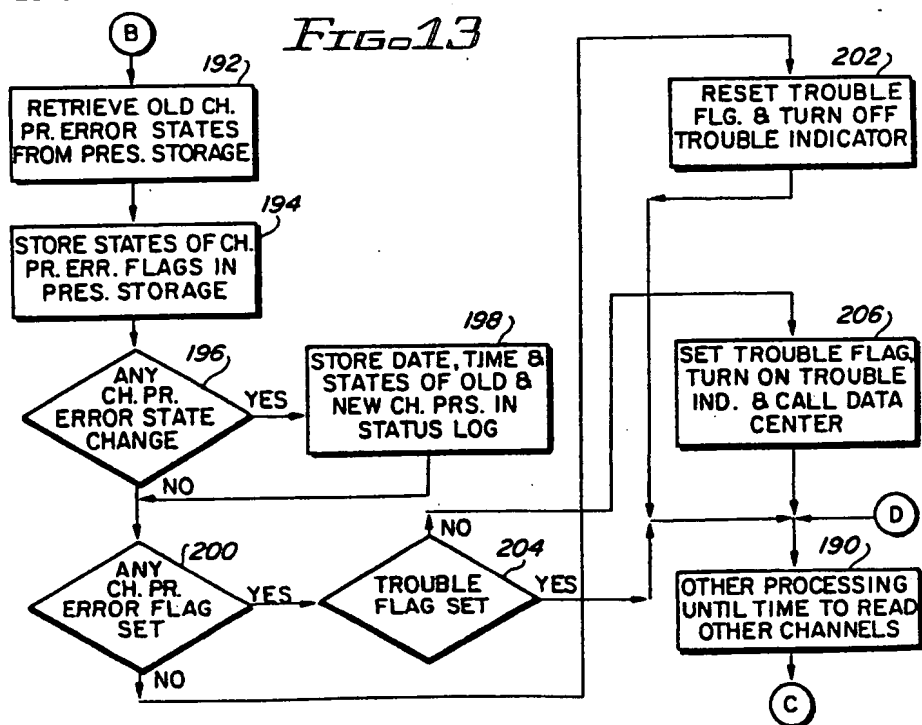 B
FIG. 13
192
RETRIEVE OLD CH.
PR. ERROR STATES
FROM PRES. STORAGE
194
STORE STATES OF CH.
PR. ERR. FLAGS IN
PRES. STORAGE
196
ANY
CH. PR.
ERROR STATE
CHANGE
YES
NO
198
STORE DATE, TIME &
STATES OF OLD &
NEW CH. PRS. IN
STATUS LOG
200
ANY
CH. PR.
ERROR FLAG
SET
YES
NO
204
TROUBLE
FLAG SET
NO
YES
202
RESET TROUBLE
FLG. & TURN OFF
TROUBLE INDICATOR
206
SET TROUBLE FLAG,
TURN ON TROUBLE
IND. & CALL DATA
CENTER
D
190
OTHER PROCESSING
UNTIL TIME TO READ
OTHER CHANNELS
C